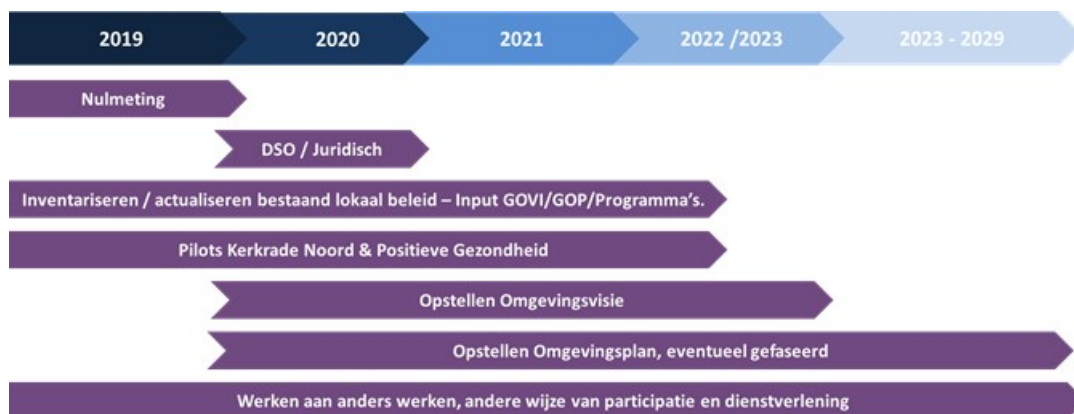 2019
2020
2021
2022 /2023
2023 - 2029
Nulmeting
DSO / Juridisch
Inventariseren / actualiseren bestaand lokaal beleid – Input GOVI/GOP/Programma's.
Pilots Kerkrade Noord & Positieve Gezondheid
Opstellen Omgevingsvisie
Opstellen Omgevingsplan, eventueel gefaseerd
Werken aan anders werken, andere wijze van participatie en dienstverlening